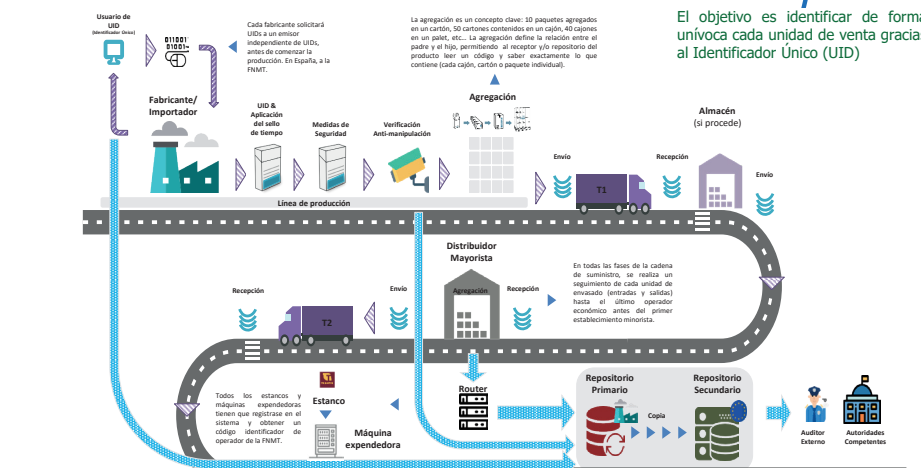 El objetivo es identificar de forma
unívoca cada unidad de venta gracias
al Identificador Único (UID)
Usuario de
UID
(Identificador Único)
011001
01001
Cada fabricante solicitará
UIDs a un emisor
independiente de UIDs,
antes de comenzar la
producción. En España, a la
FNMT.
La agregación es un concepto clave: 10 paquetes agregados
en un cartón, 50 cartones contenidos en un cajón, 40 cajones
en un palet, etc... La agregación define la relación entre el
padre y el hijo, permitiendo al receptor y/o repositorio del
producto leer un código y saber exactamente lo que
contiene (cada cajón, cartón o paquete individual).
Fabricante/
Importador
UID &
Aplicación
del sello
de tiempo
Medidas de
Seguridad
Verificación
Anti-manipulación
Agregación
Envío
T1
Recepción
Almacén
(si procede)
Envío
Línea de producción
Distribuidor
Mayorista
Recepción
T2
Envío
Agregación
Recepción
En todas las fases de la cadena
de suministro, se realiza un
seguimiento de cada unidad de
envasado (entradas y salidas)
hasta el último operador
económico antes del primer
establecimiento minorista.
Todos los estancos y
máquinas expendedoras
tienen que registrase en el
sistema y obtener un
código identificador de
operador de la FNMT.
Estanco
Máquina
expendedora
Router
Repositorio
Primario
Copia
Repositorio
Secundario
Auditor
Externo
Autoridades
Competentes